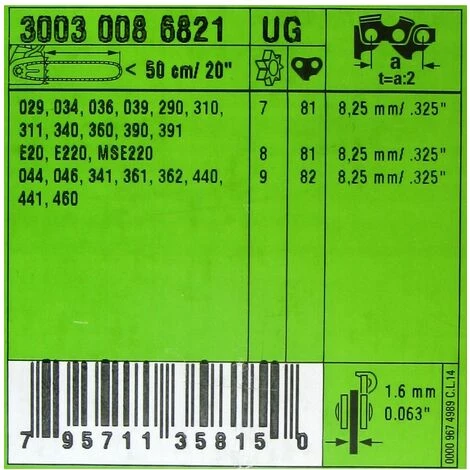 3003 008 6821 UG
a
t=a:2
< 50 cm/ 20"
029, 034, 036, 039, 290, 310, 7 81 8,25 mm/ .325"
311, 340, 360, 390, 391
E20, E220, MSE220 8 81 8,25 mm/ .325"
044, 046, 341, 361, 362, 440, 9 82 8,25 mm/ .325"
441, 460
1.6 mm
0.063"
0000 967 4989 C.L.14
7 95711 35815 0